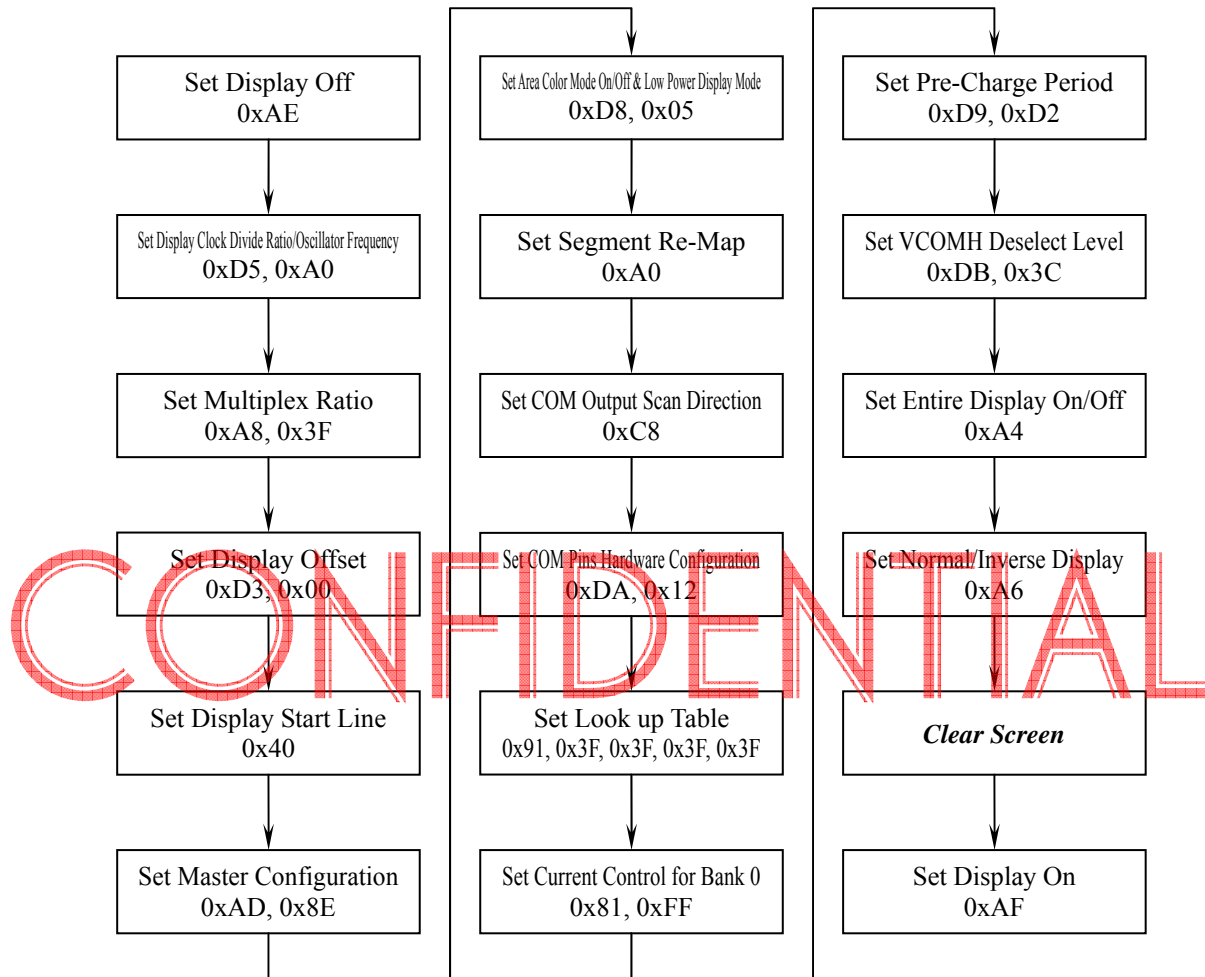 Set Display Off
0xAE
Set Display Clock Divide Ratio/Oscillator Frequency
0xD5, 0xA0
Set Multiplex Ratio
0xA8, 0x3F
Set Display Offset
0xD3, 0x00
Set Display Start Line
0x40
Set Master Configuration
0xAD, 0x8E
Set Area Color Mode On/Off & Low Power Display Mode
0xD8, 0x05
Set Segment Re-Map
0xA0
Set COM Output Scan Direction
0xC8
Set COM Pins Hardware Configuration
0xDA, 0x12
Set Look up Table
0x91, 0x3F, 0x3F, 0x3F, 0x3F
Set Current Control for Bank 0
0x81, 0xFF
Set Pre-Charge Period
0xD9, 0xD2
Set VCOMH Deselect Level
0xDB, 0x3C
Set Entire Display On/Off
0xA4
Set Normal/Inverse Display
0xA6
Clear Screen
Set Display On
0xAF
CONFIDENTIAL